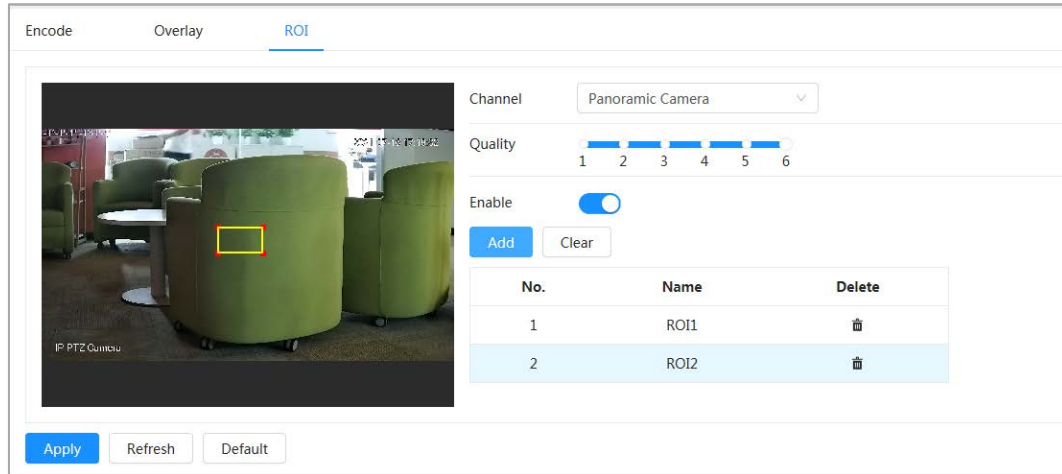 Encode Overlay ROI
Channel Panoramic Camera
Quality
1 2 3 4 5 6
Enable
Add Clear
No. Name Delete
1 ROI1
2 ROI2
IP PTZ Camera
Apply Refresh Default